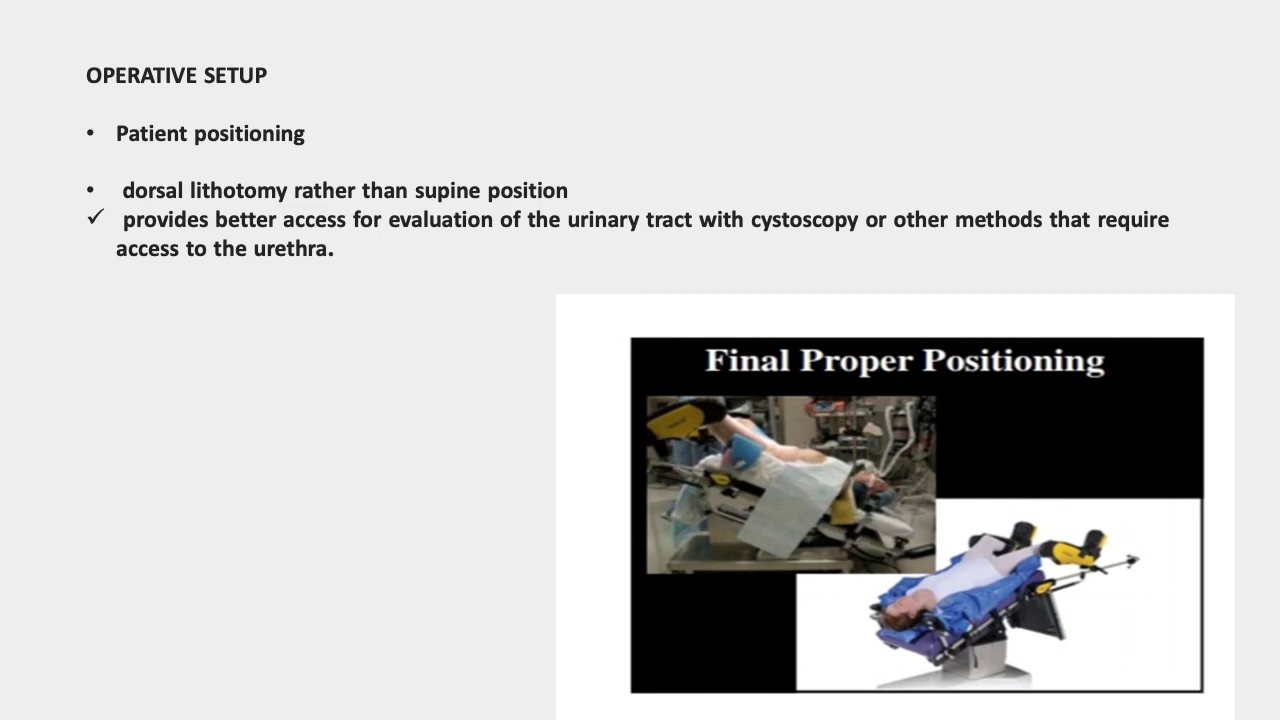 OPERATIVE SETUP
• Patient positioning
• dorsal lithotomy rather than supine position
✓ provides better access for evaluation of the urinary tract with cystoscopy or other methods that require
access to the urethra.
Final Proper Positioning